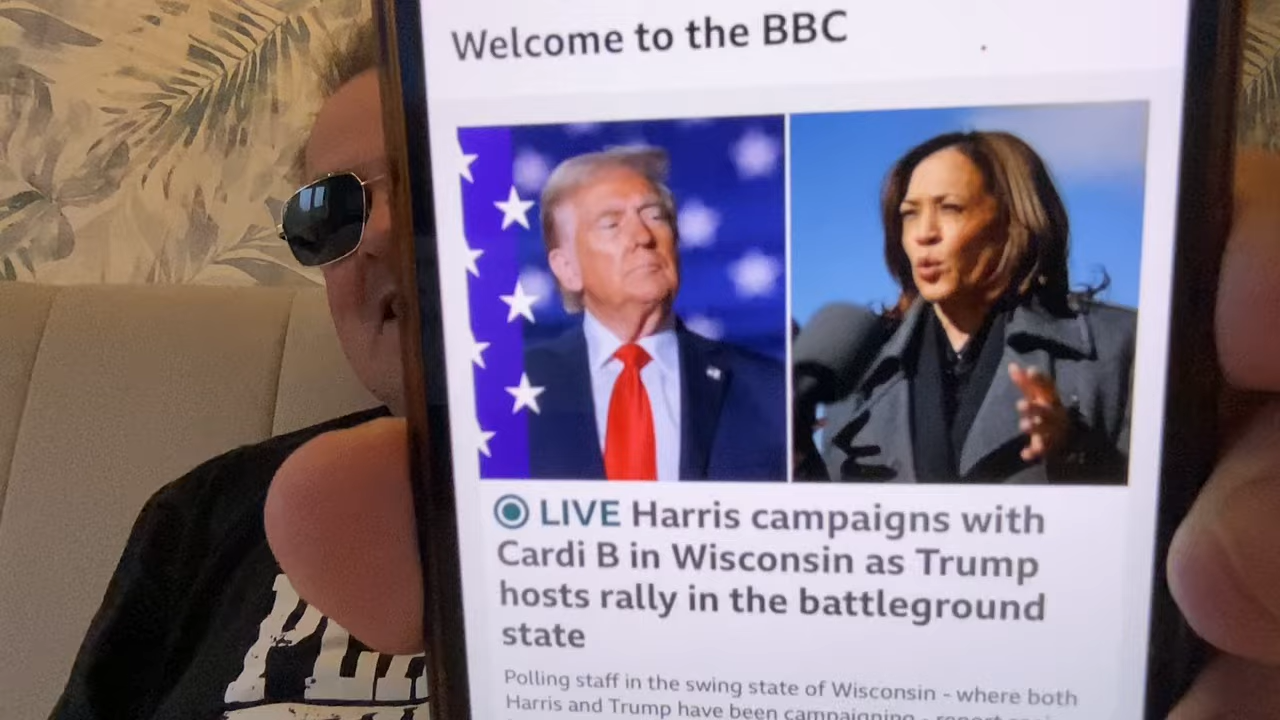 Welcome to the BBC
LIVE Harris campaigns with
Cardi B in Wisconsin as Trump
hosts rally in the battleground
state
Polling staff in the swing state of Wisconsin - where both
Harris and Trump have been campaigning - report